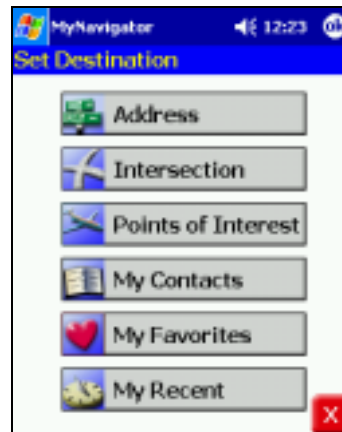 MyNavigator 12:23 ok
Set Destination
Address
Intersection
Points of Interest
My Contacts
My Favorites
My Recent
X